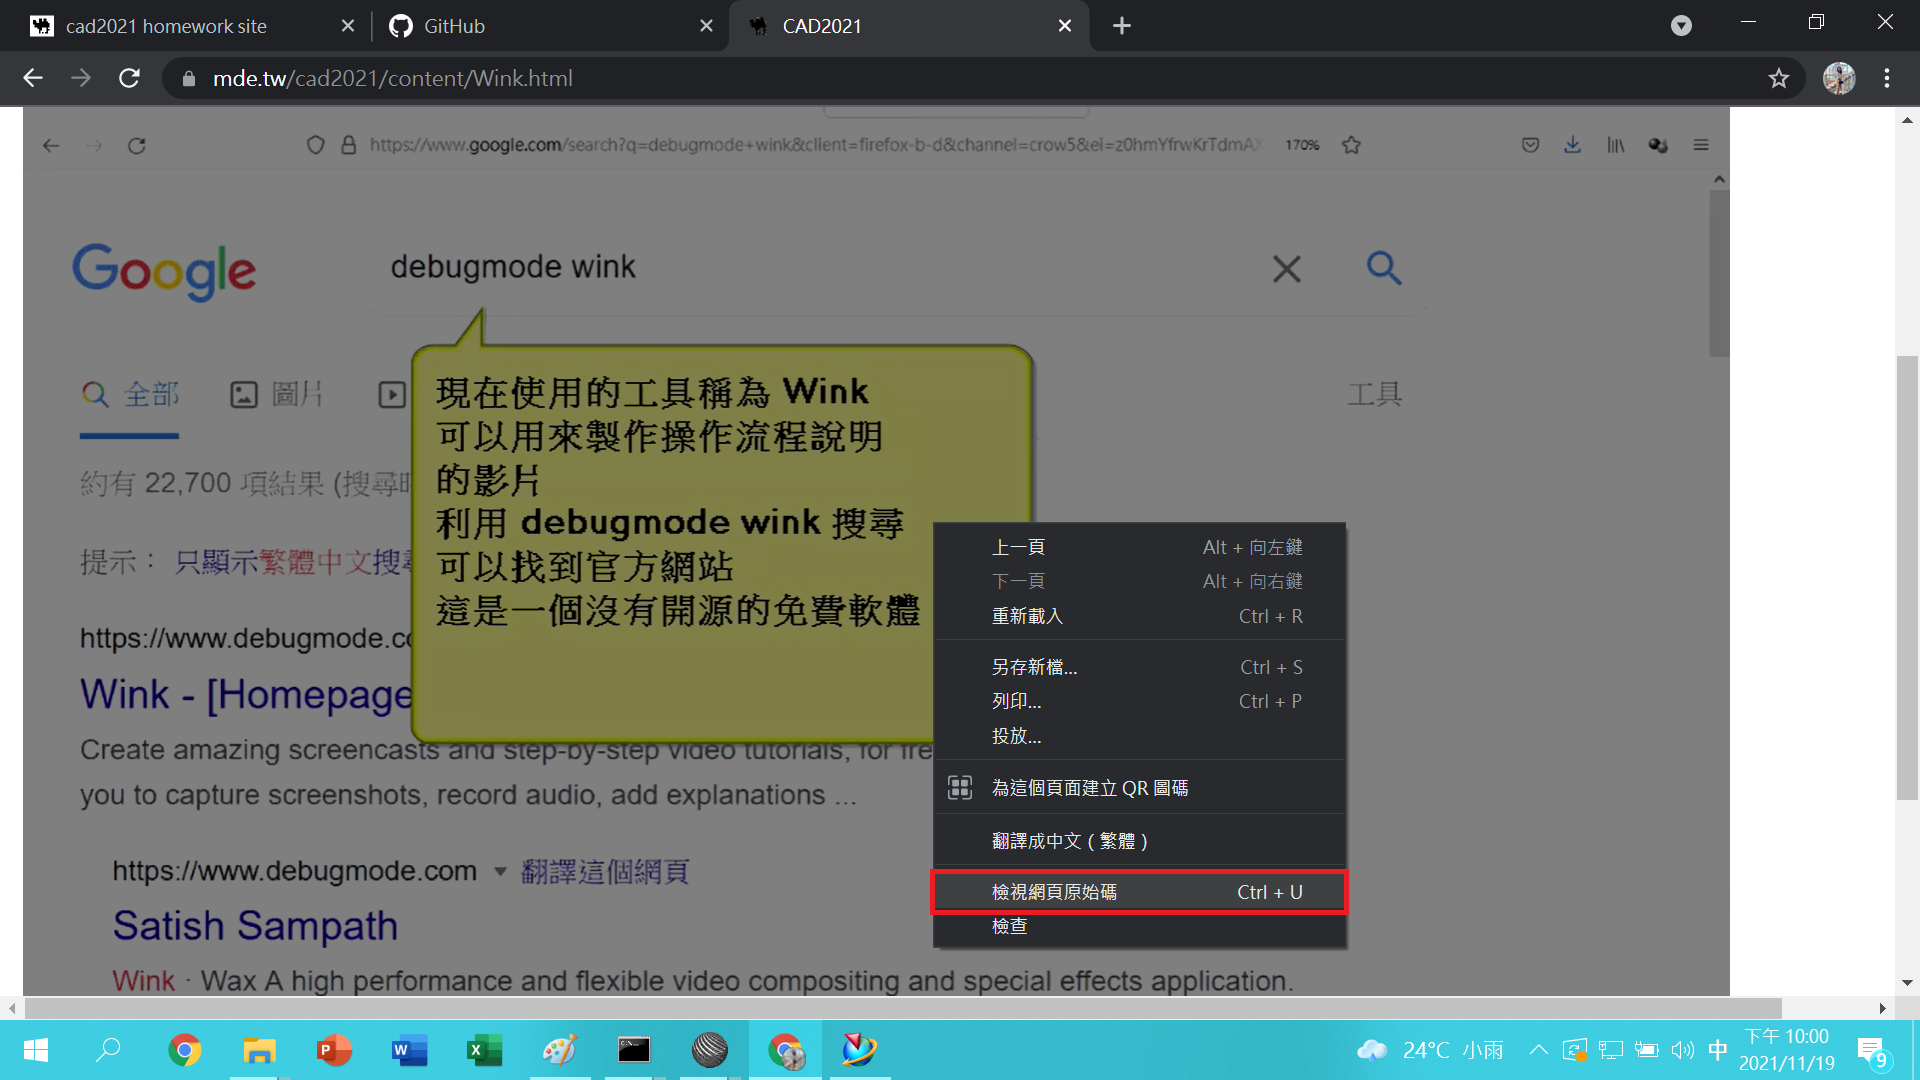 cad2021 homework site
GitHub
CAD2021
mde.tw/cad2021/content/Wink.html
https://www.google.com/search?q=debugmode+wink&client=firefox-b-d&channel=crow5&ei=z0hmYfrwKrTdmAX
170%
Google
debugmode wink
全部
圖片
工具
現在使用的工具稱為 Wink
可以用來製作操作流程說明
的影片
利用 debugmode wink 搜尋
可以找到官方網站
這是一個沒有開源的免費軟體
約有 22,700 項結果 (搜尋時
提示： 只顯示繁體中文搜尋
https://www.debugmode.co
Wink - [Homepage
Create amazing screencasts and step-by-step video tutorials, for fre
you to capture screenshots, record audio, add explanations ...
https://www.debugmode.com 翻譯這個網頁
Satish Sampath
Wink · Wax A high performance and flexible video compositing and special effects application.
上一頁 Alt + 向左鍵
下一頁 Alt + 向右鍵
重新載入 Ctrl + R
另存新檔... Ctrl + S
列印... Ctrl + P
投放...
為這個頁面建立 QR 圖碼
翻譯成中文 ( 繁體 )
檢視網頁原始碼 Ctrl + U
檢查
24°C 小雨
中
下午 10:00
2021/11/19
9